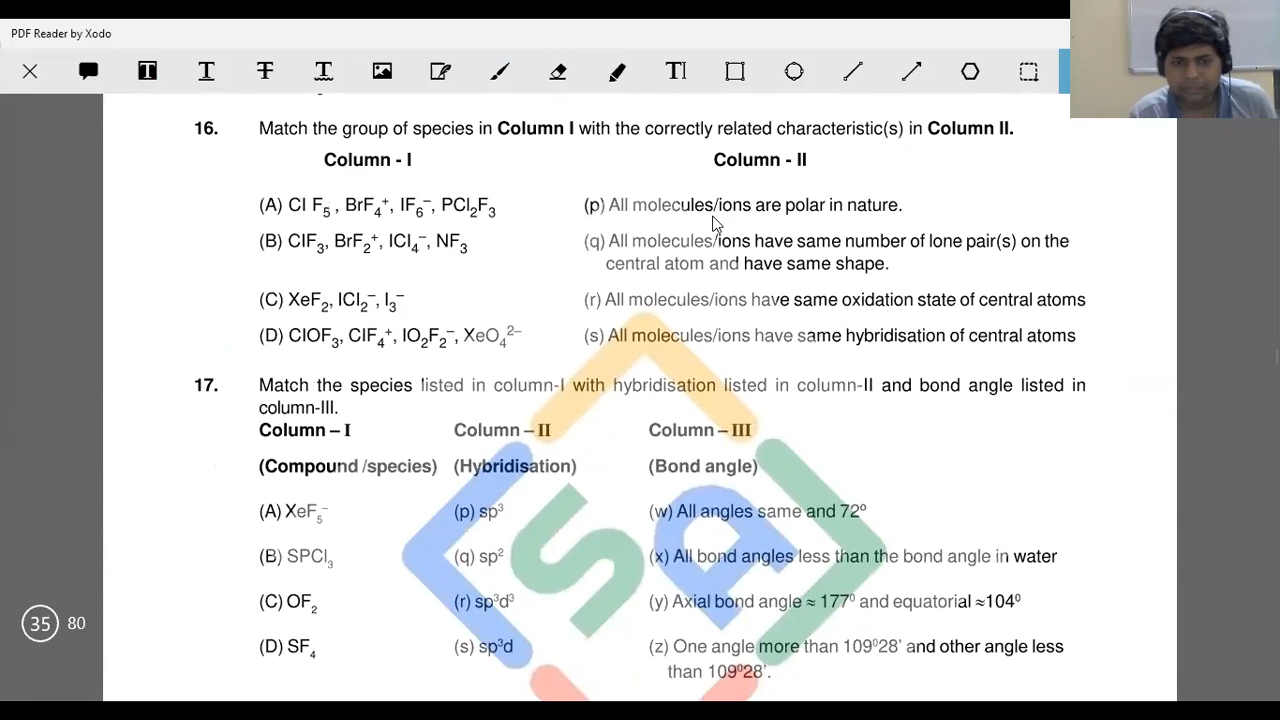 PDF Reader by Xodo
16. Match the group of species in Column I with the correctly related characteristic(s) in Column II.
Column - I Column - II
(A) Cl F₅ , BrF₄⁺, IF₆⁻, PCl₂F₃ (p) All molecules/ions are polar in nature.
(B) ClF₃, BrF₂⁺, ICl₄⁻, NF₃ (q) All molecules/ions have same number of lone pair(s) on the
central atom and have same shape.
(C) XeF₂, ICl₂⁻, I₃⁻ (r) All molecules/ions have same oxidation state of central atoms
(D) ClOF₃, ClF₄⁺, IO₂F₂⁻, XeO₄²⁻ (s) All molecules/ions have same hybridisation of central atoms
17. Match the species listed in column-I with hybridisation listed in column-II and bond angle listed in
column-III.
Column – I Column – II Column – III
(Compound /species) (Hybridisation) (Bond angle)
(A) XeF₅⁻ (p) sp³ (w) All angles same and 72⁰
(B) SPCl₃ (q) sp² (x) All bond angles less than the bond angle in water
(C) OF₂ (r) sp³d³ (y) Axial bond angle ≈ 177⁰ and equatorial ≈104⁰
(D) SF₄ (s) sp³d (z) One angle more than 109⁰28' and other angle less
than 109⁰28'.
35 80
SA